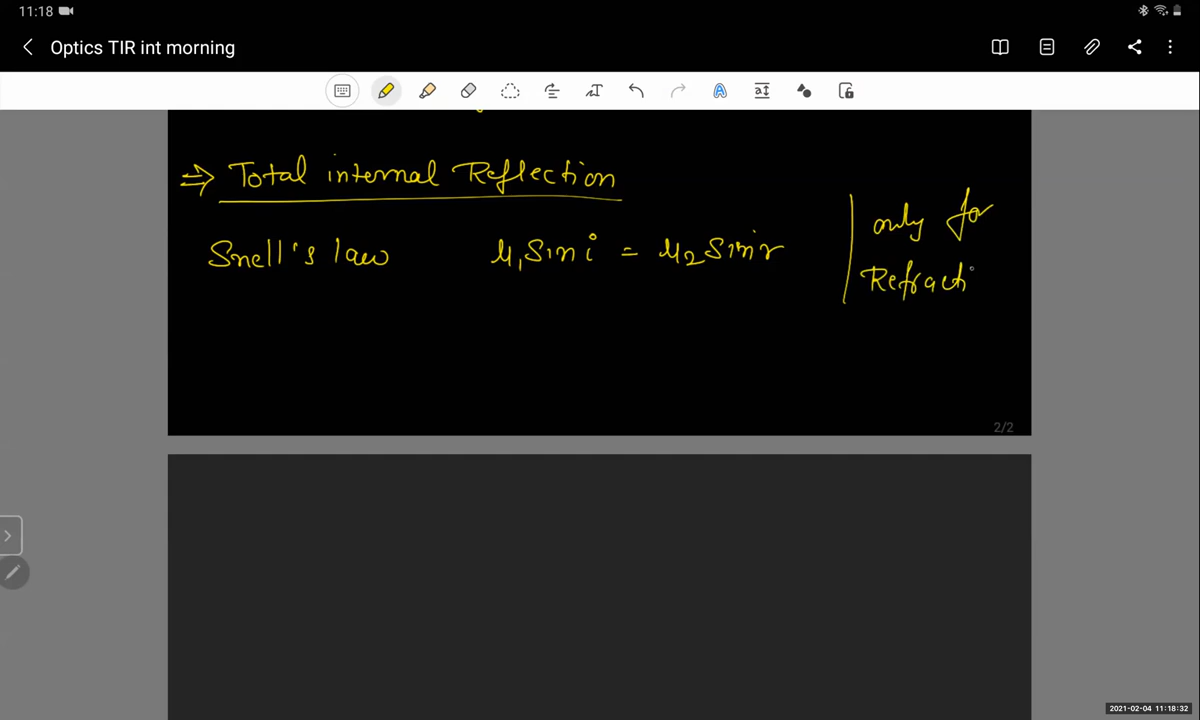 11:18
Optics TIR int morning
⇒ Total internal Reflection
Snell's law μ₁ Sin i = μ₂ Sin r
only for
Refracti
2/2
2021-02-04 11:18:32